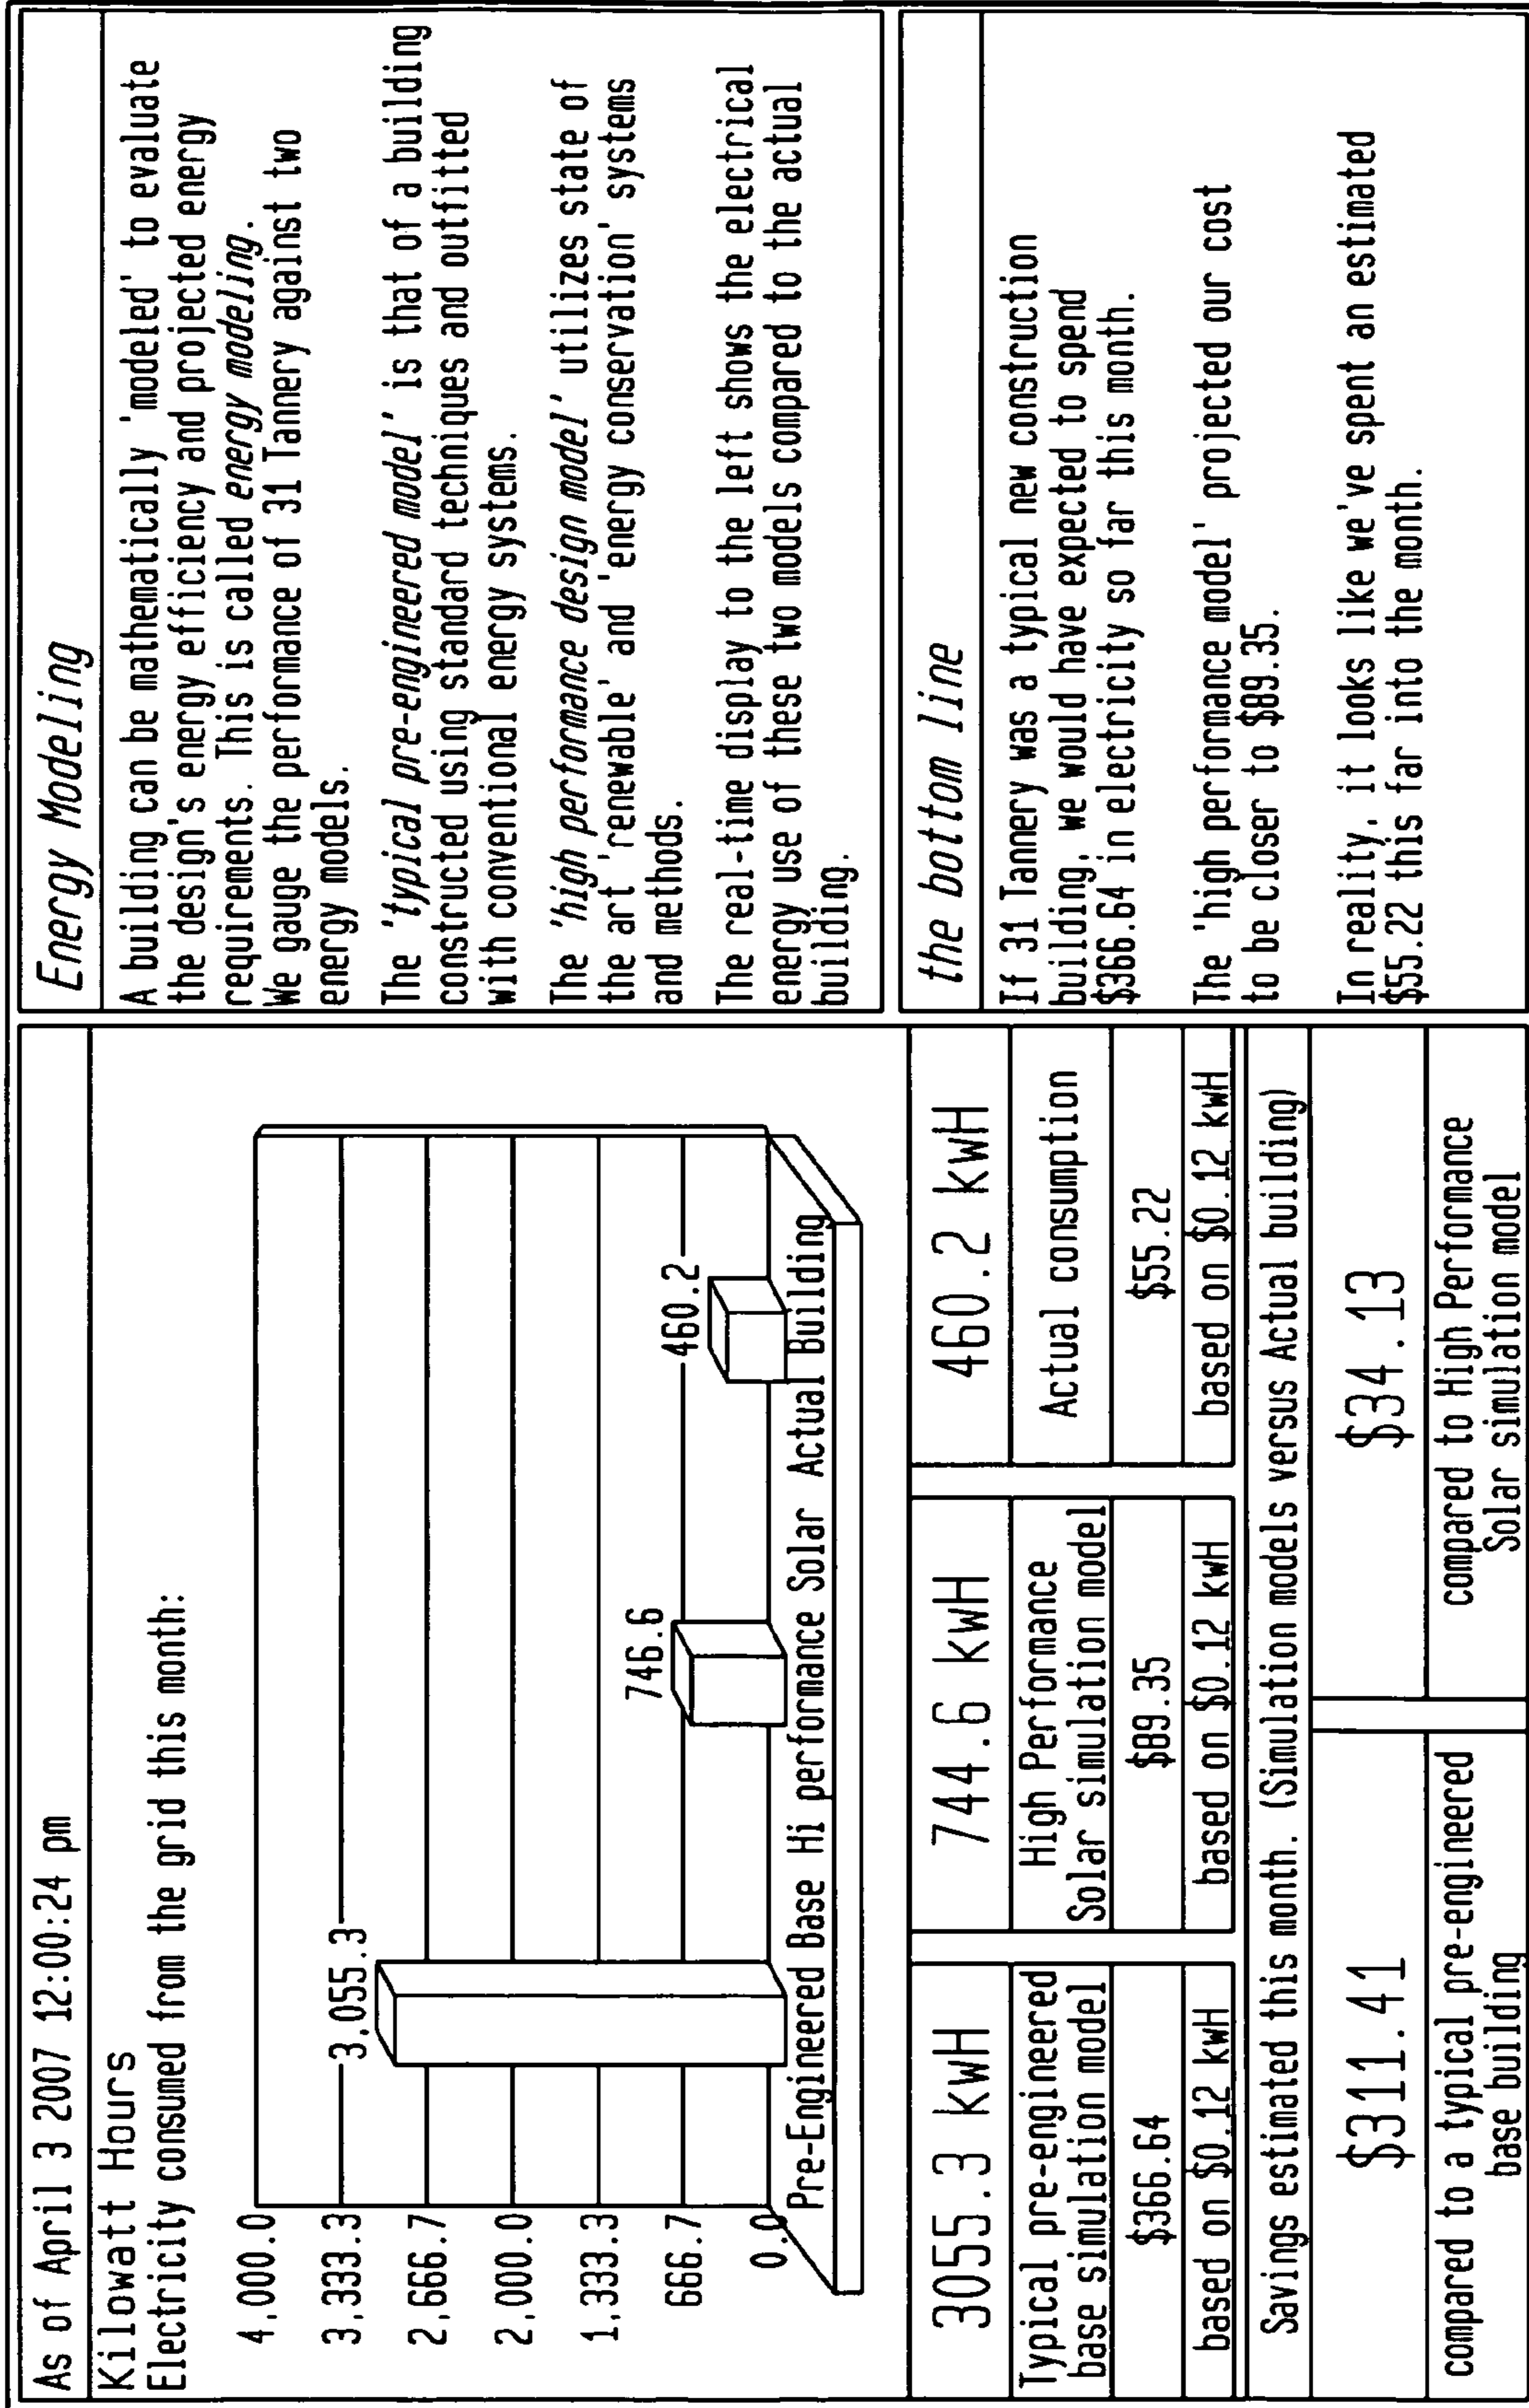 As of April 3 2007 12:00:24 pm
Kilowatt Hours
Electricity consumed from the grid this month:
4,000.0
3,333.3
2,666.7
2,000.0
1,333.3
666.7
0.0
3,055.3
746.6
460.2
Pre-Engineered Base Hi performance Solar Actual Building
3055.3 kwH
Typical pre-engineered
base simulation model
$366.64
based on $0.12 kwH
744.6 kwH
High Performance
Solar simulation model
$89.35
based on $0.12 kwH
460.2 kwH
Actual consumption
$55.22
based on $0.12 kwH
Savings estimated this month. (Simulation models versus Actual building)
$311.41
compared to a typical pre-engineered
base building
$34.13
compared to High Performance
Solar simulation model
Energy Modeling
A building can be mathematically 'modeled' to evaluate
the design's energy efficiency and projected energy
requirements. This is called energy modeling.
We gauge the performance of 31 Tannery against two
energy models.
The 'typical pre-engineered model' is that of a building
constructed using standard techniques and outfitted
with conventional energy systems.
The 'high performance design model' utilizes state of
the art 'renewable' and 'energy conservation' systems
and methods.
The real-time display to the left shows the electrical
energy use of these two models compared to the actual
building.
the bottom line
If 31 Tannery was a typical new construction
building, we would have expected to spend
$366.64 in electricity so far this month.
The 'high performance model' projected our cost
to be closer to $89.35.
In reality, it looks like we've spent an estimated
$55.22 this far into the month.